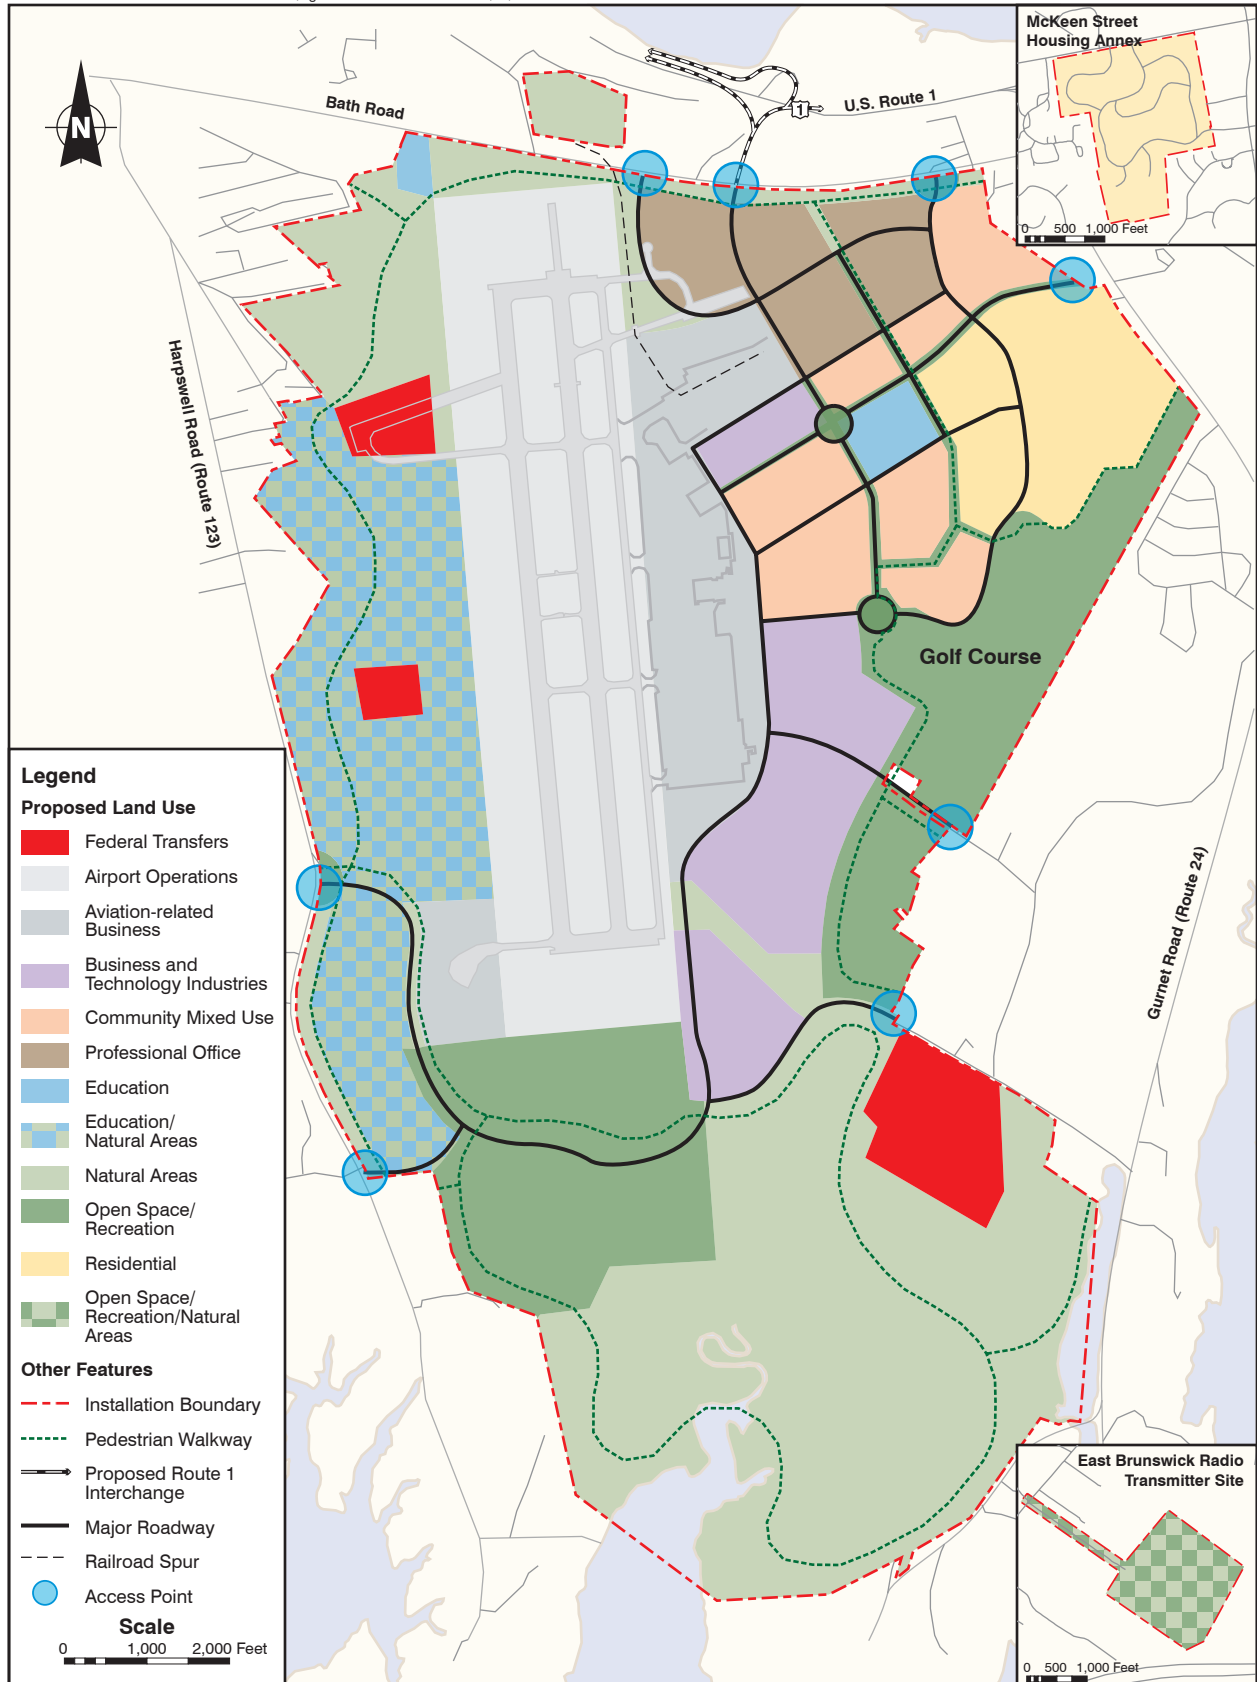 McKeen Street
Housing Annex
0 500 1,000 Feet
N
Bath Road
1
U.S. Route 1
Harpswell Road (Route 123)
Golf Course
Gurnet Road (Route 24)
Legend
Proposed Land Use
Federal Transfers
Airport Operations
Aviation-related
Business
Business and
Technology Industries
Community Mixed Use
Professional Office
Education
Education/
Natural Areas
Natural Areas
Open Space/
Recreation
Residential
Open Space/
Recreation/Natural
Areas
Other Features
Installation Boundary
Pedestrian Walkway
Proposed Route 1
Interchange
Major Roadway
Railroad Spur
Access Point
Scale
0 1,000 2,000 Feet
East Brunswick Radio
Transmitter Site
0 500 1,000 Feet